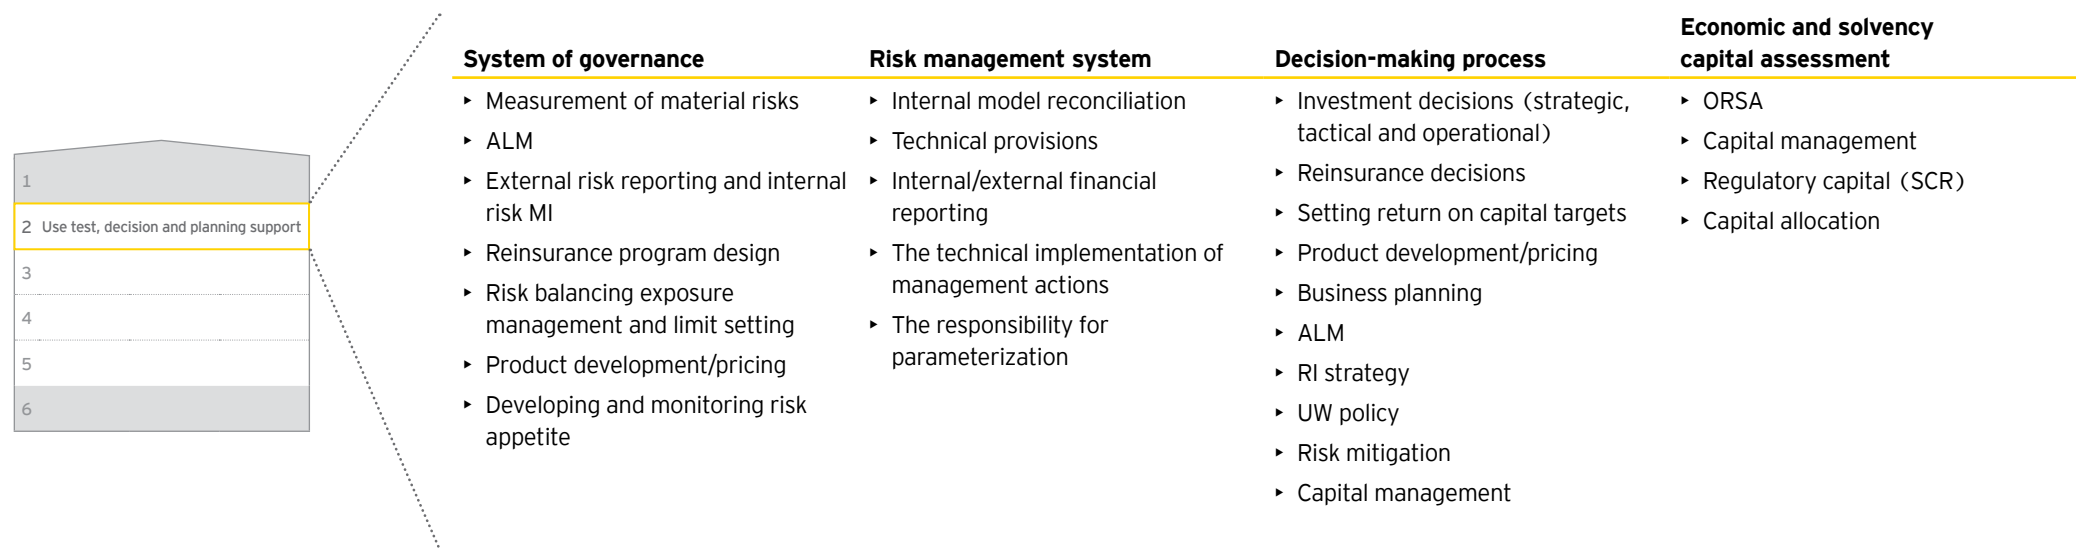 1
2 Use test, decision and planning support
3
4
5
6
System of governance
‣ Measurement of material risks
‣ ALM
‣ External risk reporting and internal
risk MI
‣ Reinsurance program design
‣ Risk balancing exposure
management and limit setting
‣ Product development/pricing
‣ Developing and monitoring risk
appetite
Risk management system
‣ Internal model reconciliation
‣ Technical provisions
‣ Internal/external financial
reporting
‣ The technical implementation of
management actions
‣ The responsibility for
parameterization
Decision-making process
‣ Investment decisions (strategic,
tactical and operational)
‣ Reinsurance decisions
‣ Setting return on capital targets
‣ Product development/pricing
‣ Business planning
‣ ALM
‣ RI strategy
‣ UW policy
‣ Risk mitigation
‣ Capital management
Economic and solvency
capital assessment
‣ ORSA
‣ Capital management
‣ Regulatory capital (SCR)
‣ Capital allocation